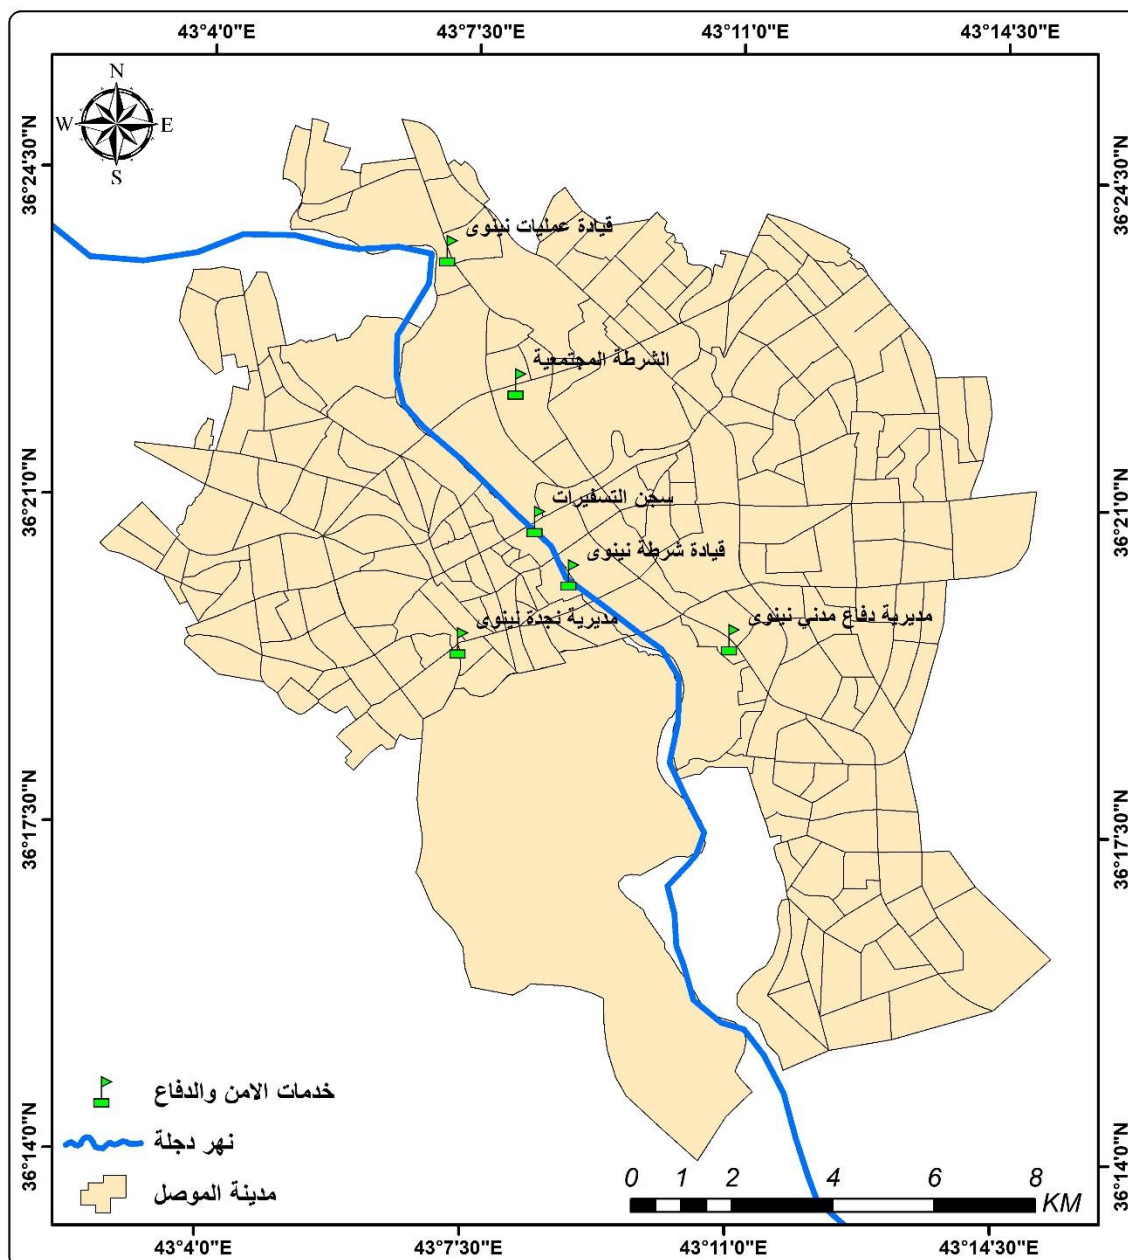 43°4'0"E 43°7'30"E 43°11'0"E 43°14'30"E
N
W E
S
36°24'30"N
36°24'30"N
قيادة عمليات نينوى
الشرطة المجتمعية
36°21'0"N
36°21'0"N
سجن التسفيرات
قيادة شرطة نينوى
مديرية نجدة نينوى
مديرية دفاع مدني نينوى
36°17'30"N
36°17'30"N
خدمات الامن والدفاع
نهر دجلة
مدينة الموصل
36°14'0"N
36°14'0"N
0 1 2 4 6 8
KM
43°4'0"E 43°7'30"E 43°11'0"E 43°14'30"E